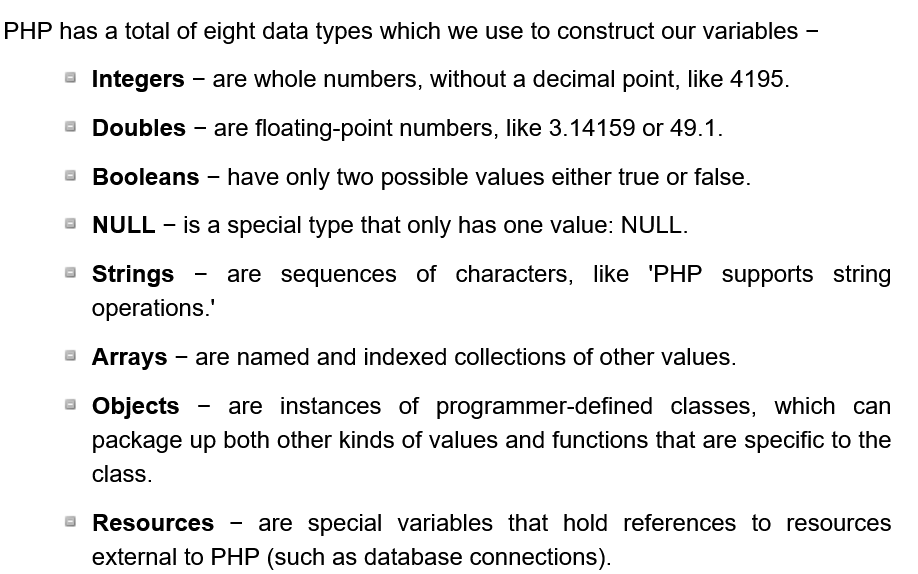 PHP has a total of eight data types which we use to construct our variables −
Integers − are whole numbers, without a decimal point, like 4195.
Doubles − are floating-point numbers, like 3.14159 or 49.1.
Booleans − have only two possible values either true or false.
NULL − is a special type that only has one value: NULL.
Strings − are sequences of characters, like 'PHP supports string
operations.'
Arrays − are named and indexed collections of other values.
Objects − are instances of programmer-defined classes, which can
package up both other kinds of values and functions that are specific to the
class.
Resources − are special variables that hold references to resources
external to PHP (such as database connections).